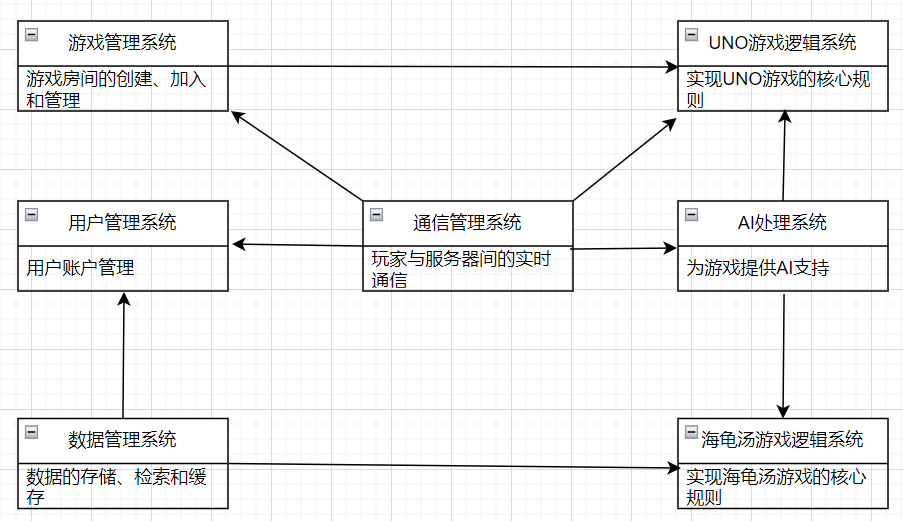 游戏管理系统
游戏房间的创建、加入
和管理
UNO游戏逻辑系统
实现UNO游戏的核心规
则
用户管理系统
用户账户管理
通信管理系统
玩家与服务器间的实时
通信
AI处理系统
为游戏提供AI支持
数据管理系统
数据的存储、检索和缓
存
海龟汤游戏逻辑系统
实现海龟汤游戏的核心
规则